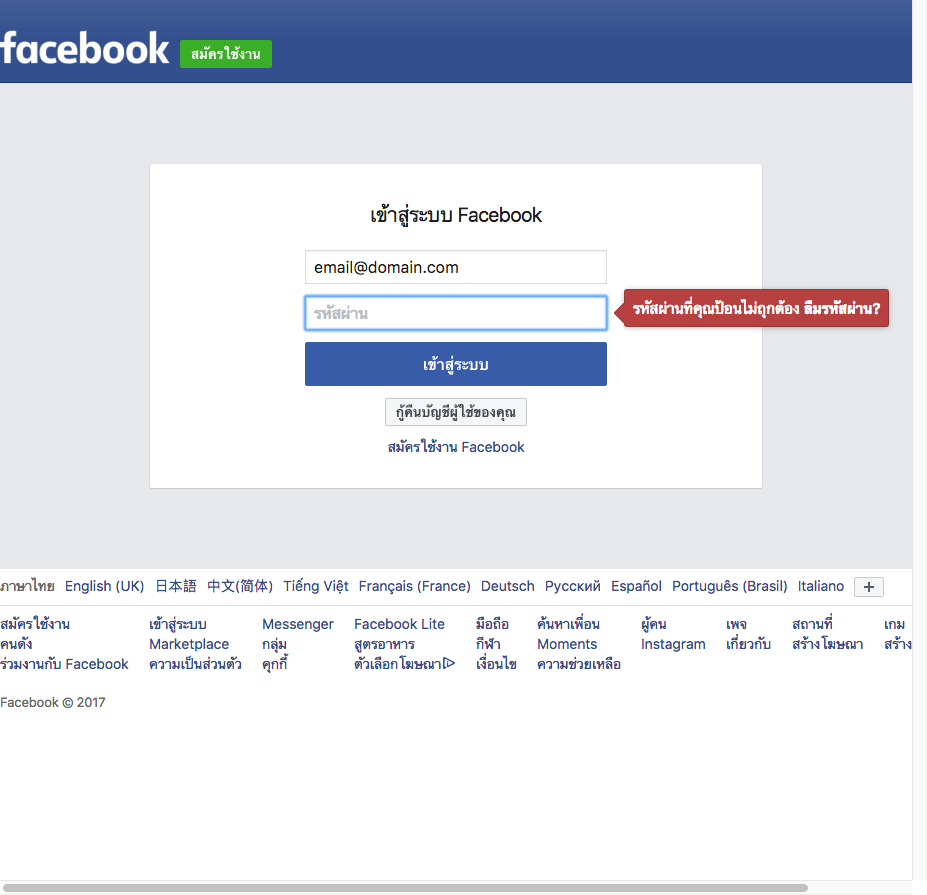 facebook สมัครใช้งาน
เข้าสู่ระบบ Facebook
email@domain.com
รหัสผ่าน
รหัสผ่านที่คุณป้อนไม่ถูกต้อง ลืมรหัสผ่าน?
เข้าสู่ระบบ
กู้คืนบัญชีผู้ใช้ของคุณ
สมัครใช้งาน Facebook
ภาษาไทย English (UK) 日本語 中文(简体) Tiếng Việt Français (France) Deutsch Русский Español Português (Brasil) Italiano +
สมัครใช้งาน เข้าสู่ระบบ Messenger Facebook Lite มือถือ ค้นหาเพื่อน ผู้คน เพจ สถานที่ เกม
คนดัง Marketplace กลุ่ม สูตรอาหาร กีฬา Moments Instagram เกี่ยวกับ สร้างโฆษณา สร้าง
ร่วมงานกับ Facebook ความเป็นส่วนตัว คุกกี้ ตัวเลือกโฆษณา เงื่อนไข ความช่วยเหลือ
Facebook © 2017